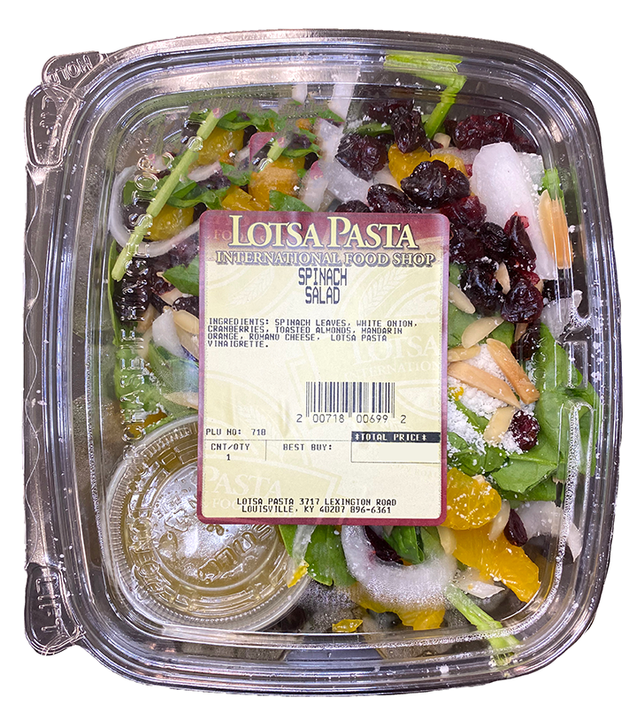 LOTSA PASTA
INTERNATIONAL FOOD SHOP
SPINACH
SALAD
INGREDIENTS: SPINACH LEAVES, WHITE ONION,
CRANBERRIES, TOASTED ALMONDS, MANDARIN
ORANGE, ROMANO CHEESE, LOTSA PASTA
VINAIGRETTE.
2 00718 00699 2
PLU NO: 718
*TOTAL PRICE*
CNT/QTY BEST BUY:
1
LOTSA PASTA 3717 LEXINGTON ROAD
LOUISVILLE, KY 40207 896-6361